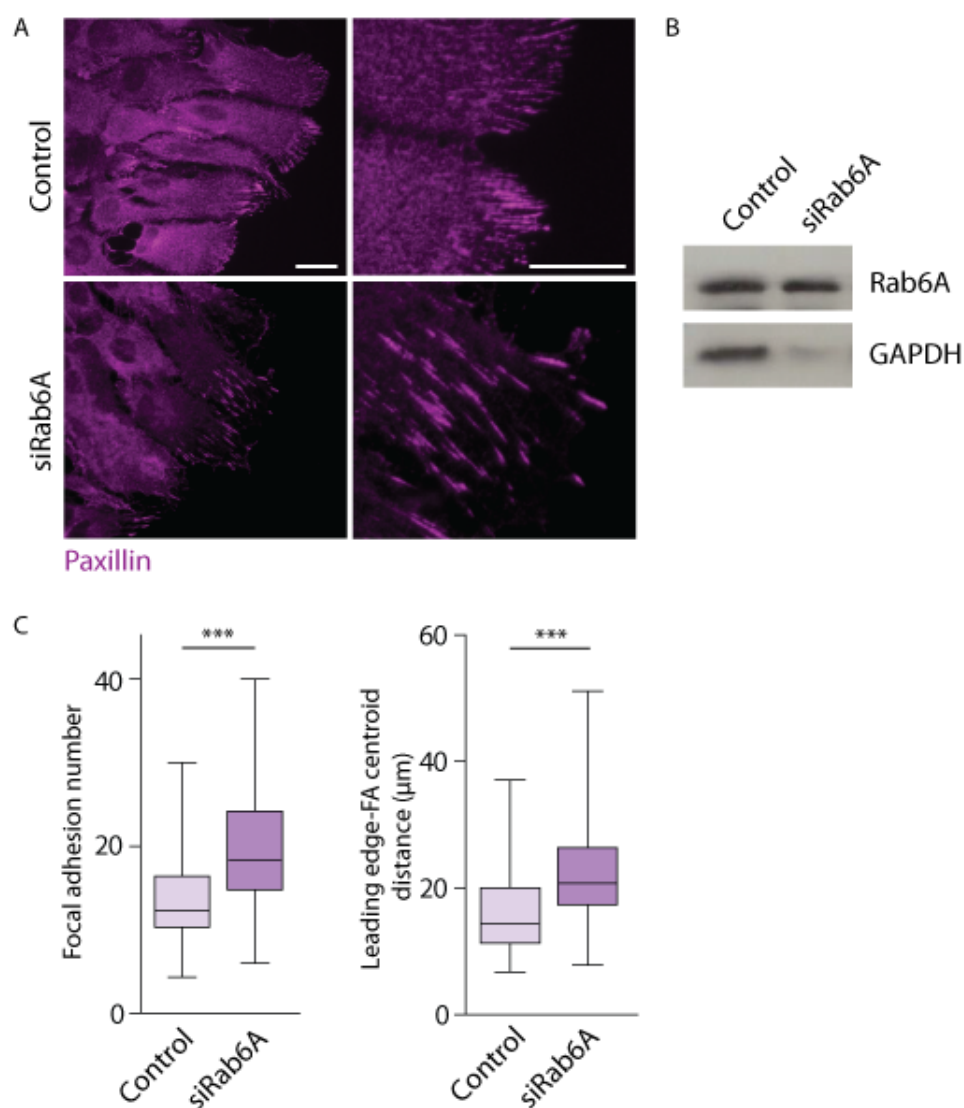 A
B
Control
siRab6A
Paxillin
Control
siRab6A
Rab6A
GAPDH
C
***
Focal adhesion number
40
20
0
Control
siRab6A
***
Leading edge-FA centroid
distance (μm)
60
40
20
0
Control
siRab6A